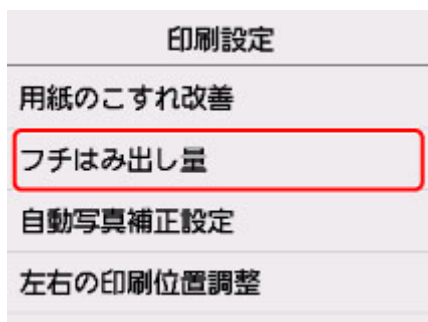 印刷設定
用紙のこすれ改善
フチはみ出し量
自動写真補正設定
左右の印刷位置調整